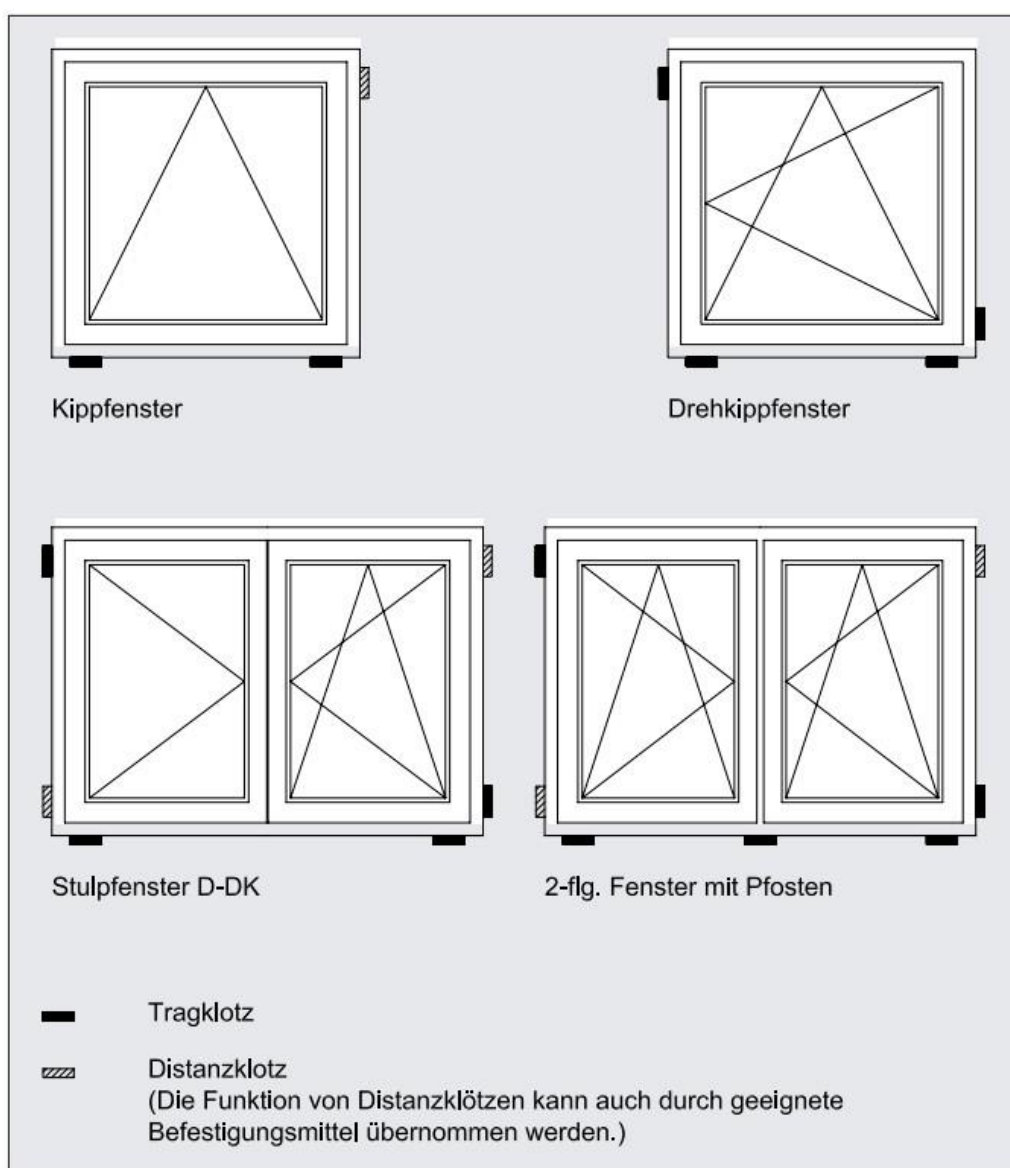 Kippfenster
Drehkippfenster
Stulpfenster D-DK
2-flg. Fenster mit Pfosten
Tragklotz
Distanzklotz
(Die Funktion von Distanzklötzen kann auch durch geeignete
Befestigungsmittel übernommen werden.)